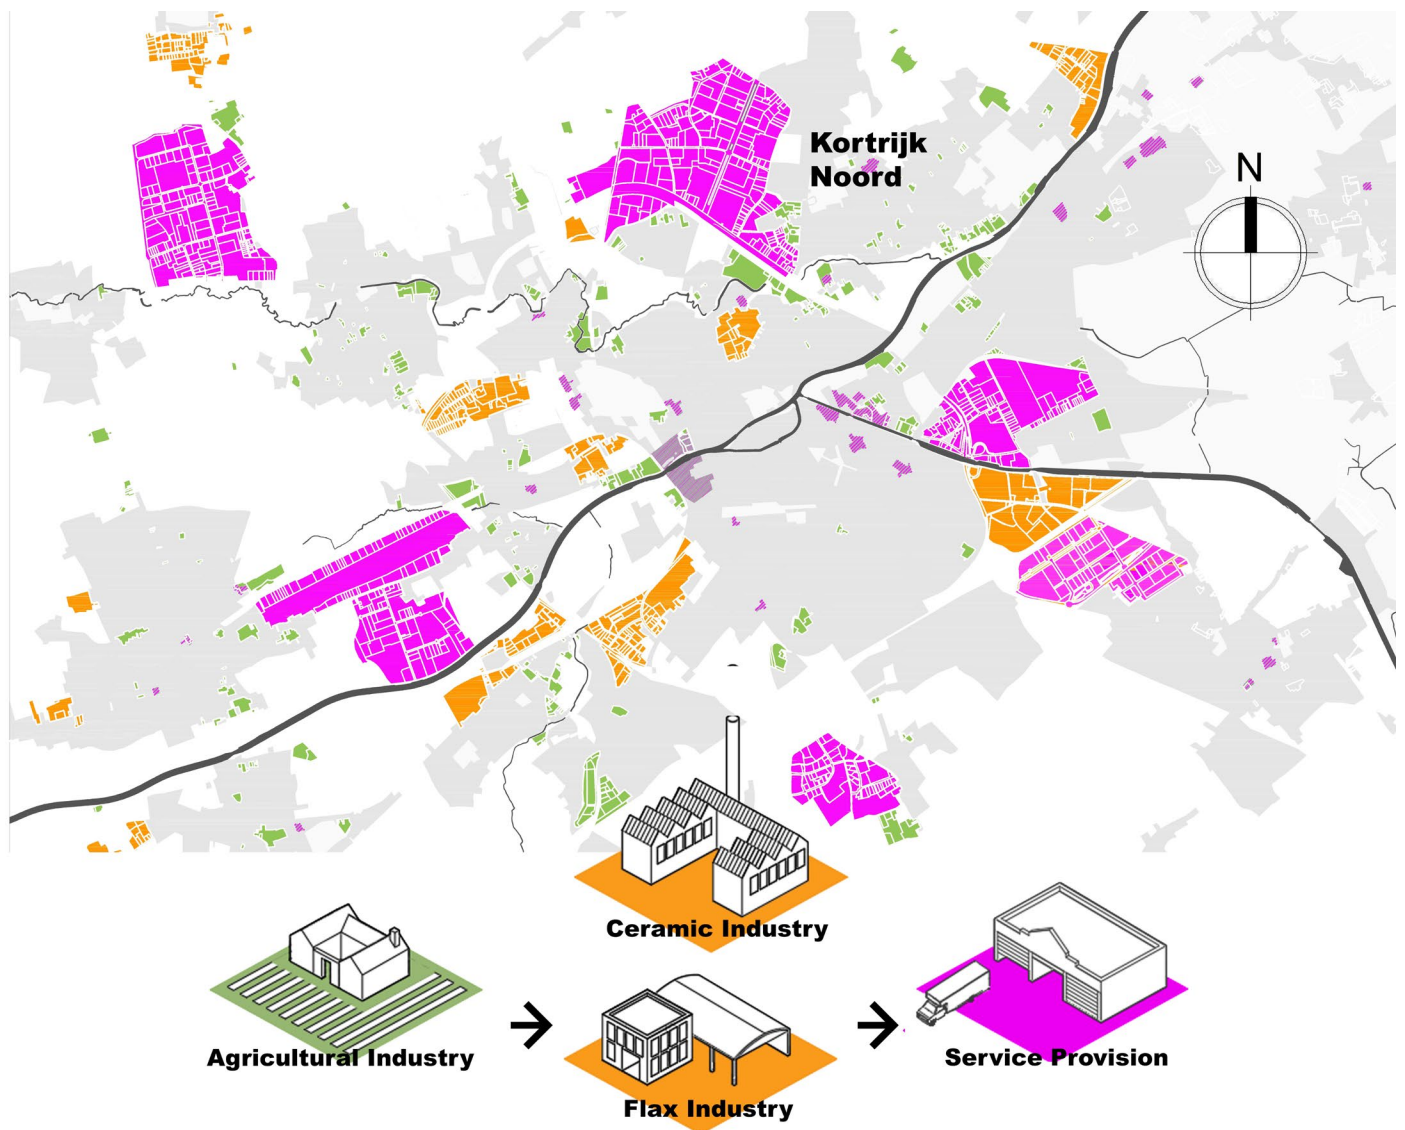 Kortrijk
Noord
N
Ceramic Industry
Agricultural Industry
Service Provision
Flax Industry